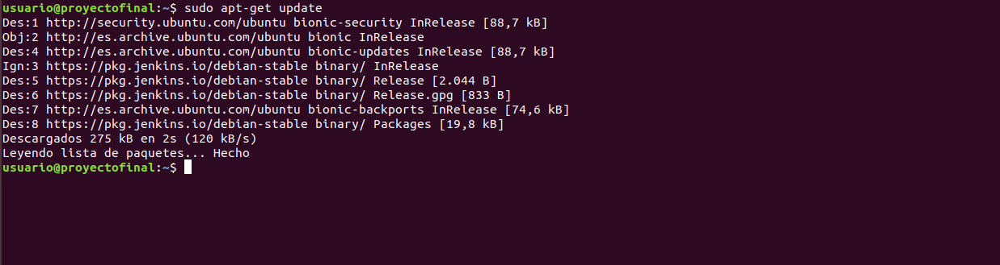 usuario@proyectofinal:~$ sudo apt-get update
Des:1 http://security.ubuntu.com/ubuntu bionic-security InRelease [88,7 kB]
Obj:2 http://es.archive.ubuntu.com/ubuntu bionic InRelease
Des:4 http://es.archive.ubuntu.com/ubuntu bionic-updates InRelease [88,7 kB]
Ign:3 https://pkg.jenkins.io/debian-stable binary/ InRelease
Des:5 https://pkg.jenkins.io/debian-stable binary/ Release [2.044 B]
Des:6 https://pkg.jenkins.io/debian-stable binary/ Release.gpg [833 B]
Des:7 http://es.archive.ubuntu.com/ubuntu bionic-backports InRelease [74,6 kB]
Des:8 https://pkg.jenkins.io/debian-stable binary/ Packages [19,8 kB]
Descargados 275 kB en 2s (120 kB/s)
Leyendo lista de paquetes... Hecho
usuario@proyectofinal:~$